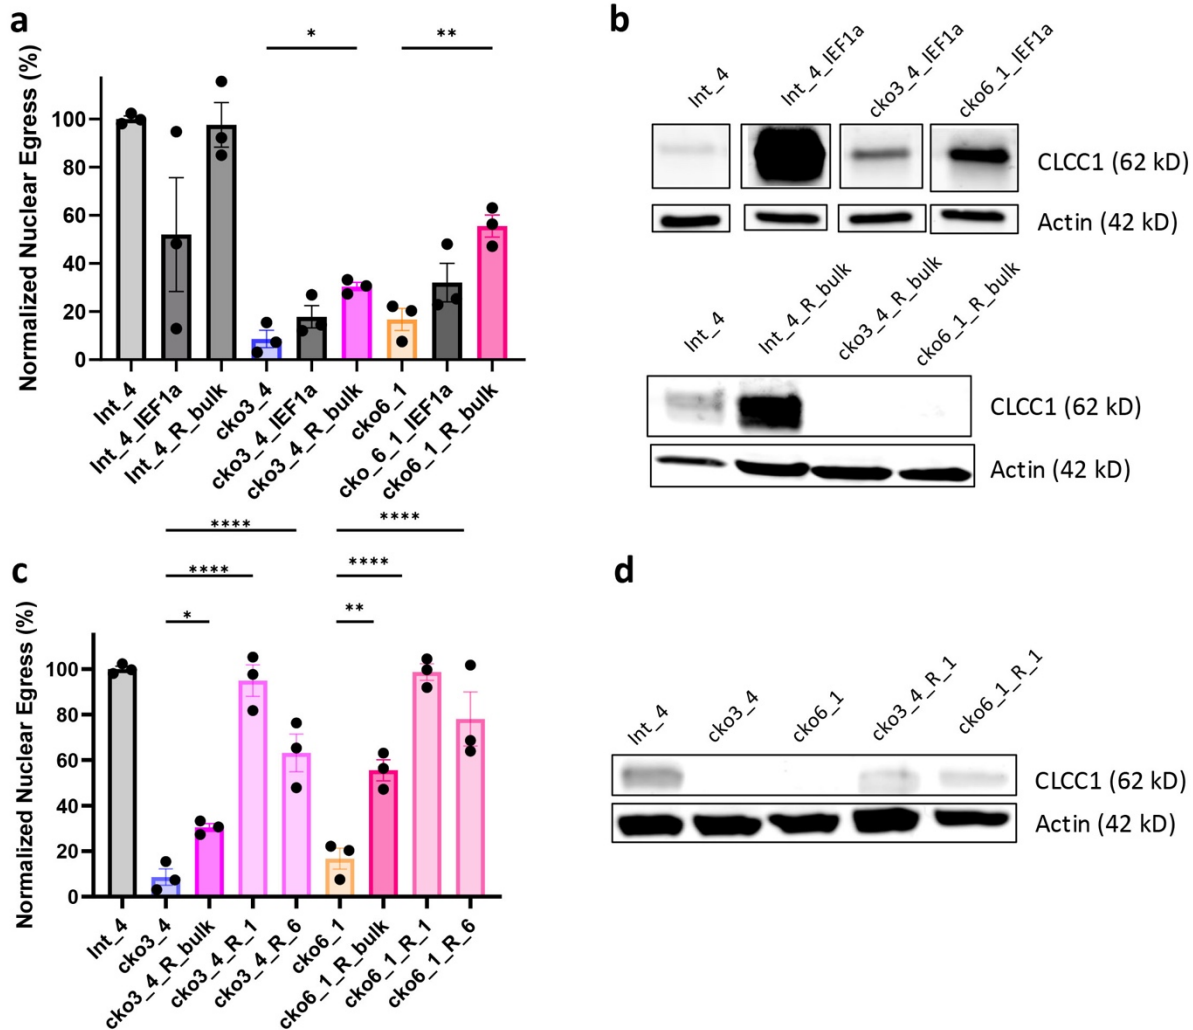 a
Normalized Nuclear Egress (%)
*
**
100
80
60
40
20
0
Int_4
Int_4_IEF1a
Int_4_R_bulk
cko3_4
cko3_4_IEF1a
cko3_4_R_bulk
cko6_1
cko_6_1_IEF1a
cko6_1_R_bulk
b
Int_4
Int_4_IEF1a
cko3_4_IEF1a
cko6_1_IEF1a
CLCC1 (62 kD)
Actin (42 kD)
Int_4
Int_4_R_bulk
cko3_4_R_bulk
cko6_1_R_bulk
CLCC1 (62 kD)
Actin (42 kD)
c
Normalized Nuclear Egress (%)
****
****
****
****
*
**
100
80
60
40
20
0
Int_4
cko3_4
cko3_4_R_bulk
cko3_4_R_1
cko3_4_R_6
cko6_1
cko6_1_R_bulk
cko6_1_R_1
cko6_1_R_6
d
Int_4
cko3_4
cko6_1
cko3_4_R_1
cko6_1_R_1
CLCC1 (62 kD)
Actin (42 kD)